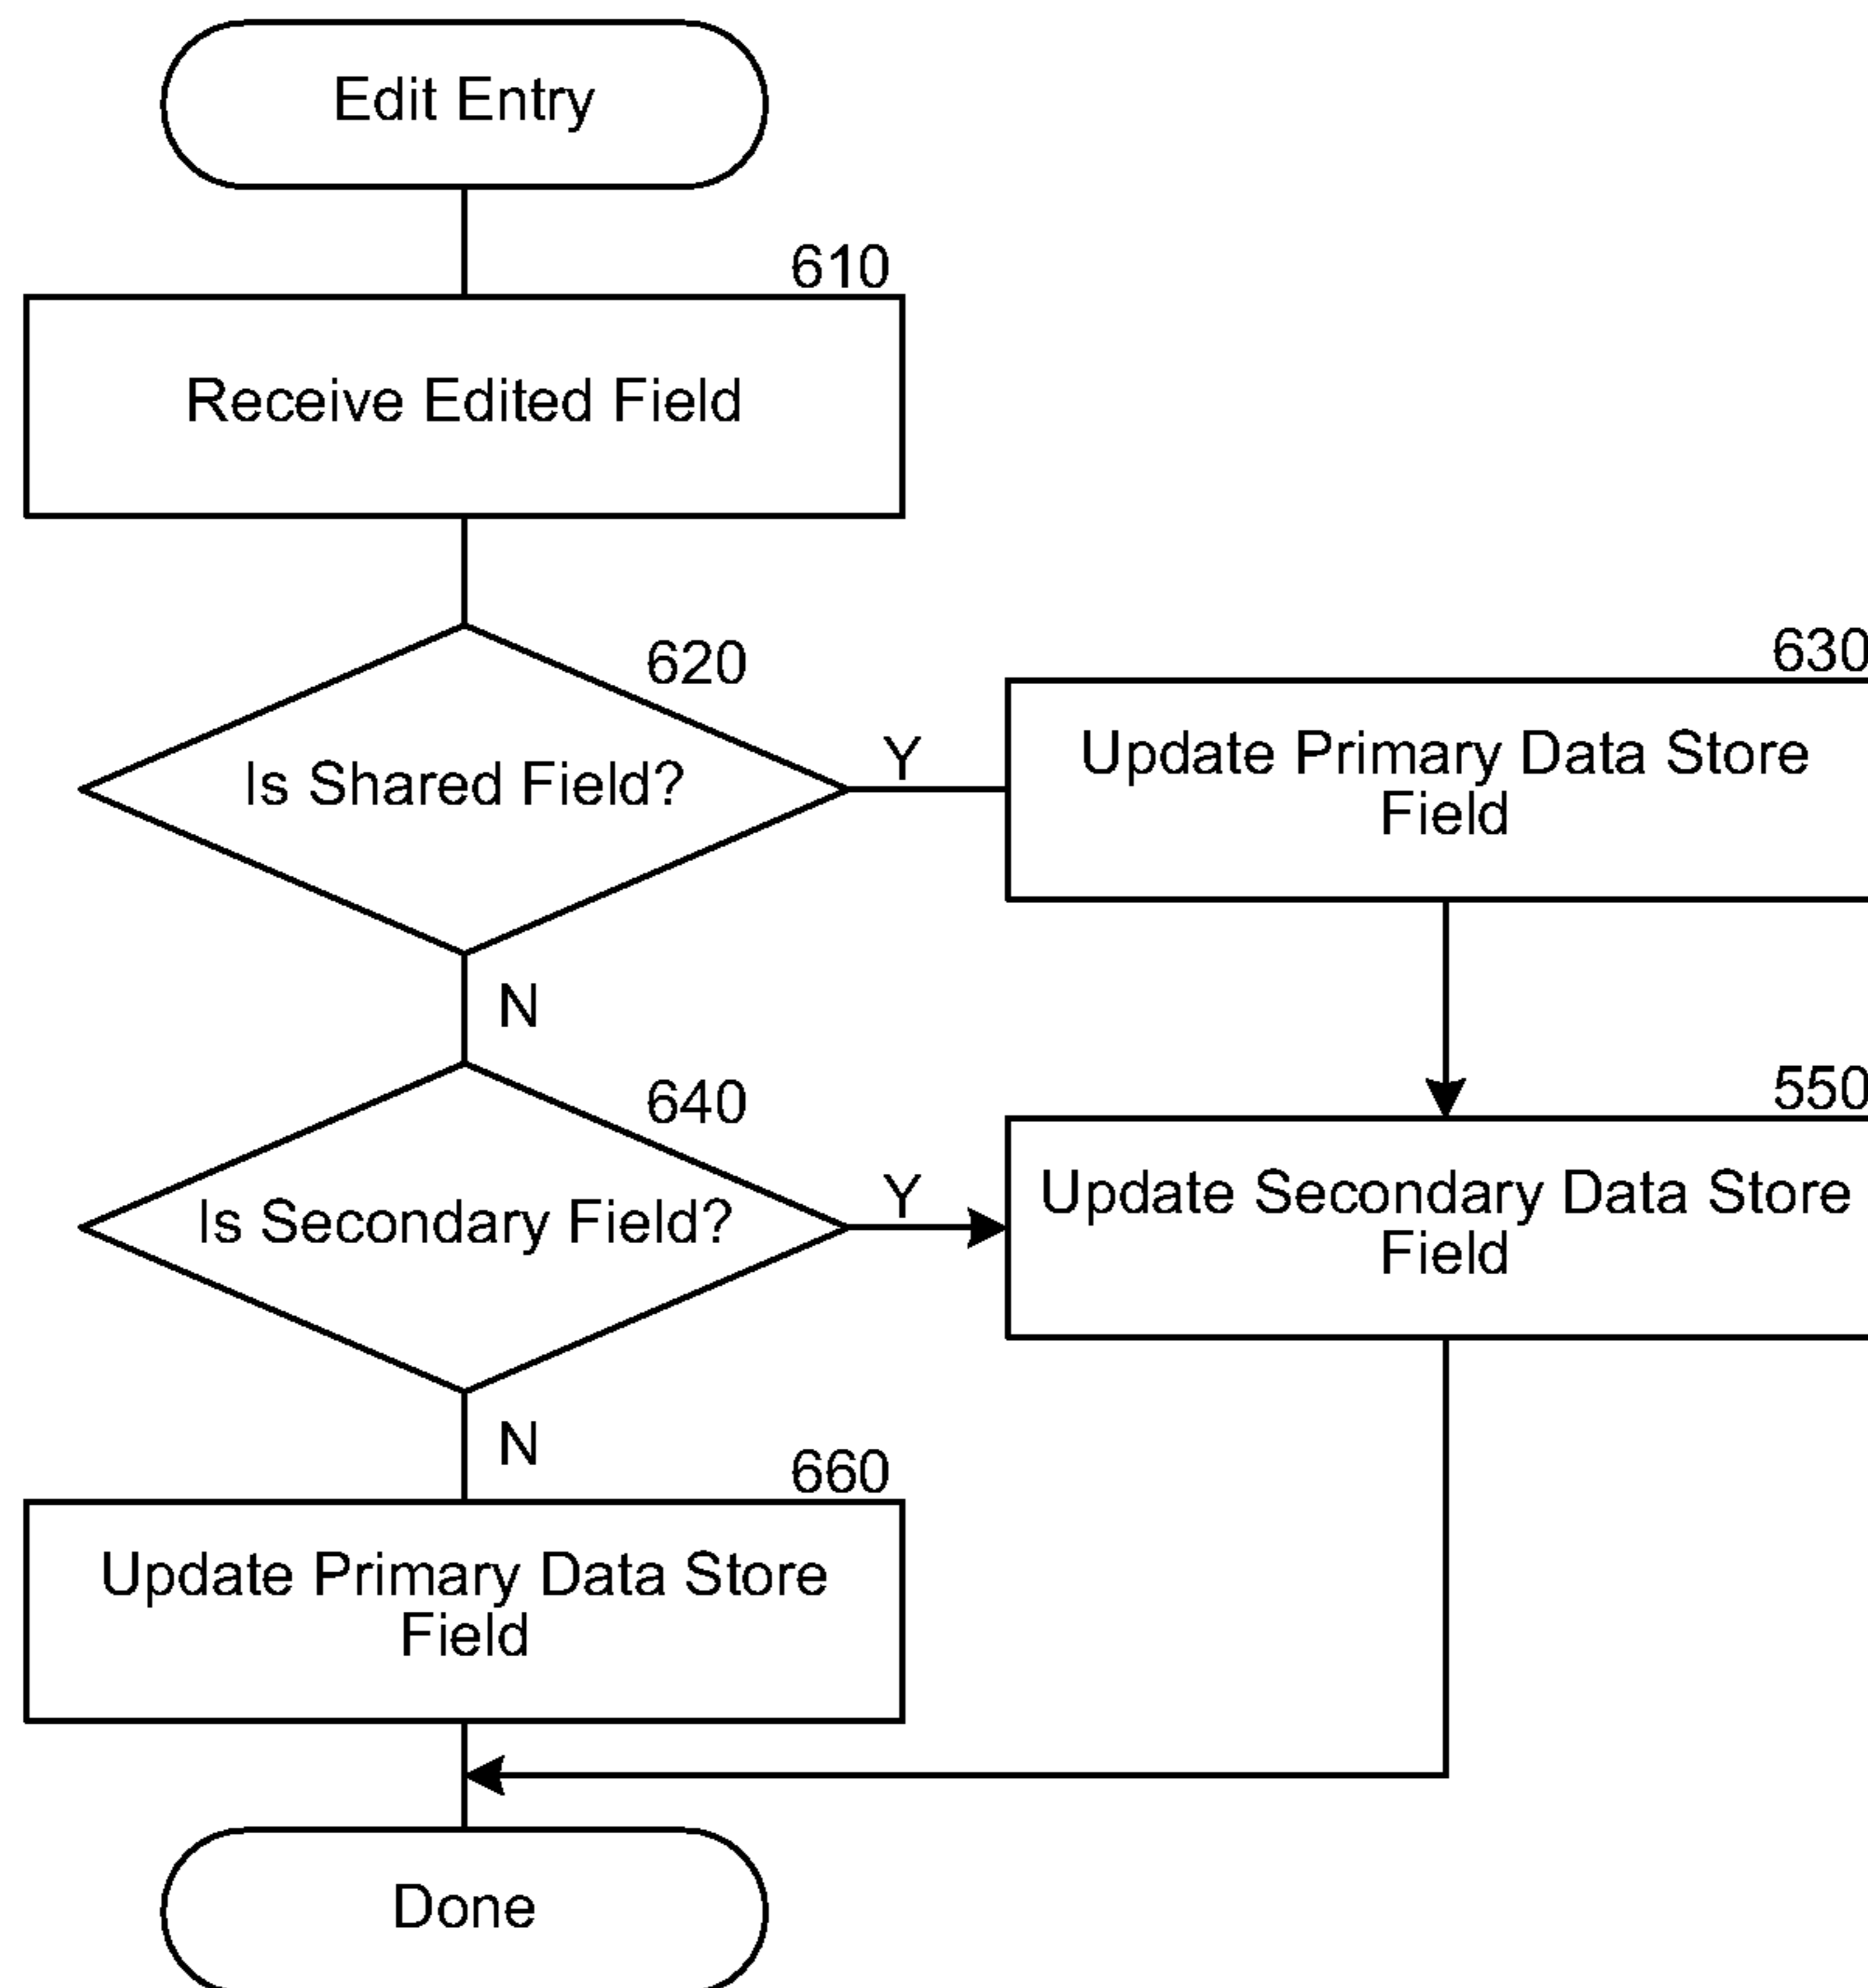 Edit Entry
610
Receive Edited Field
620
Is Shared Field?
Y
630
Update Primary Data Store
Field
N
640
Is Secondary Field?
Y
550
Update Secondary Data Store
Field
N
660
Update Primary Data Store
Field
Done